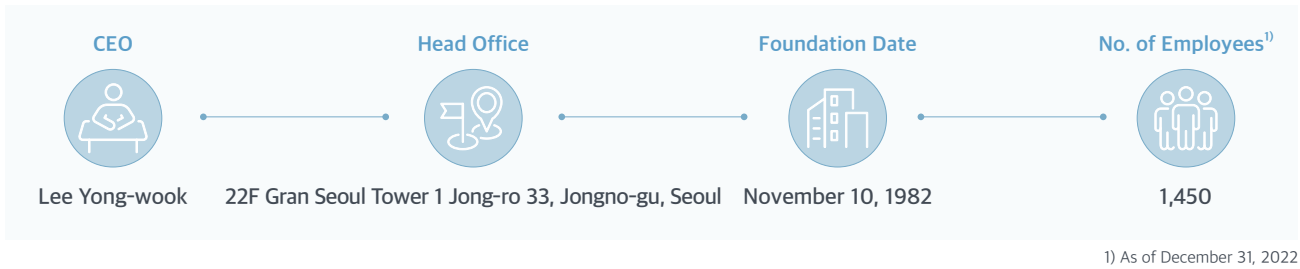 CEO
Head Office
Foundation Date
No. of Employees1)
Lee Yong-wook
22F Gran Seoul Tower 1 Jong-ro 33, Jongno-gu, Seoul
November 10, 1982
1,450
1) As of December 31, 2022